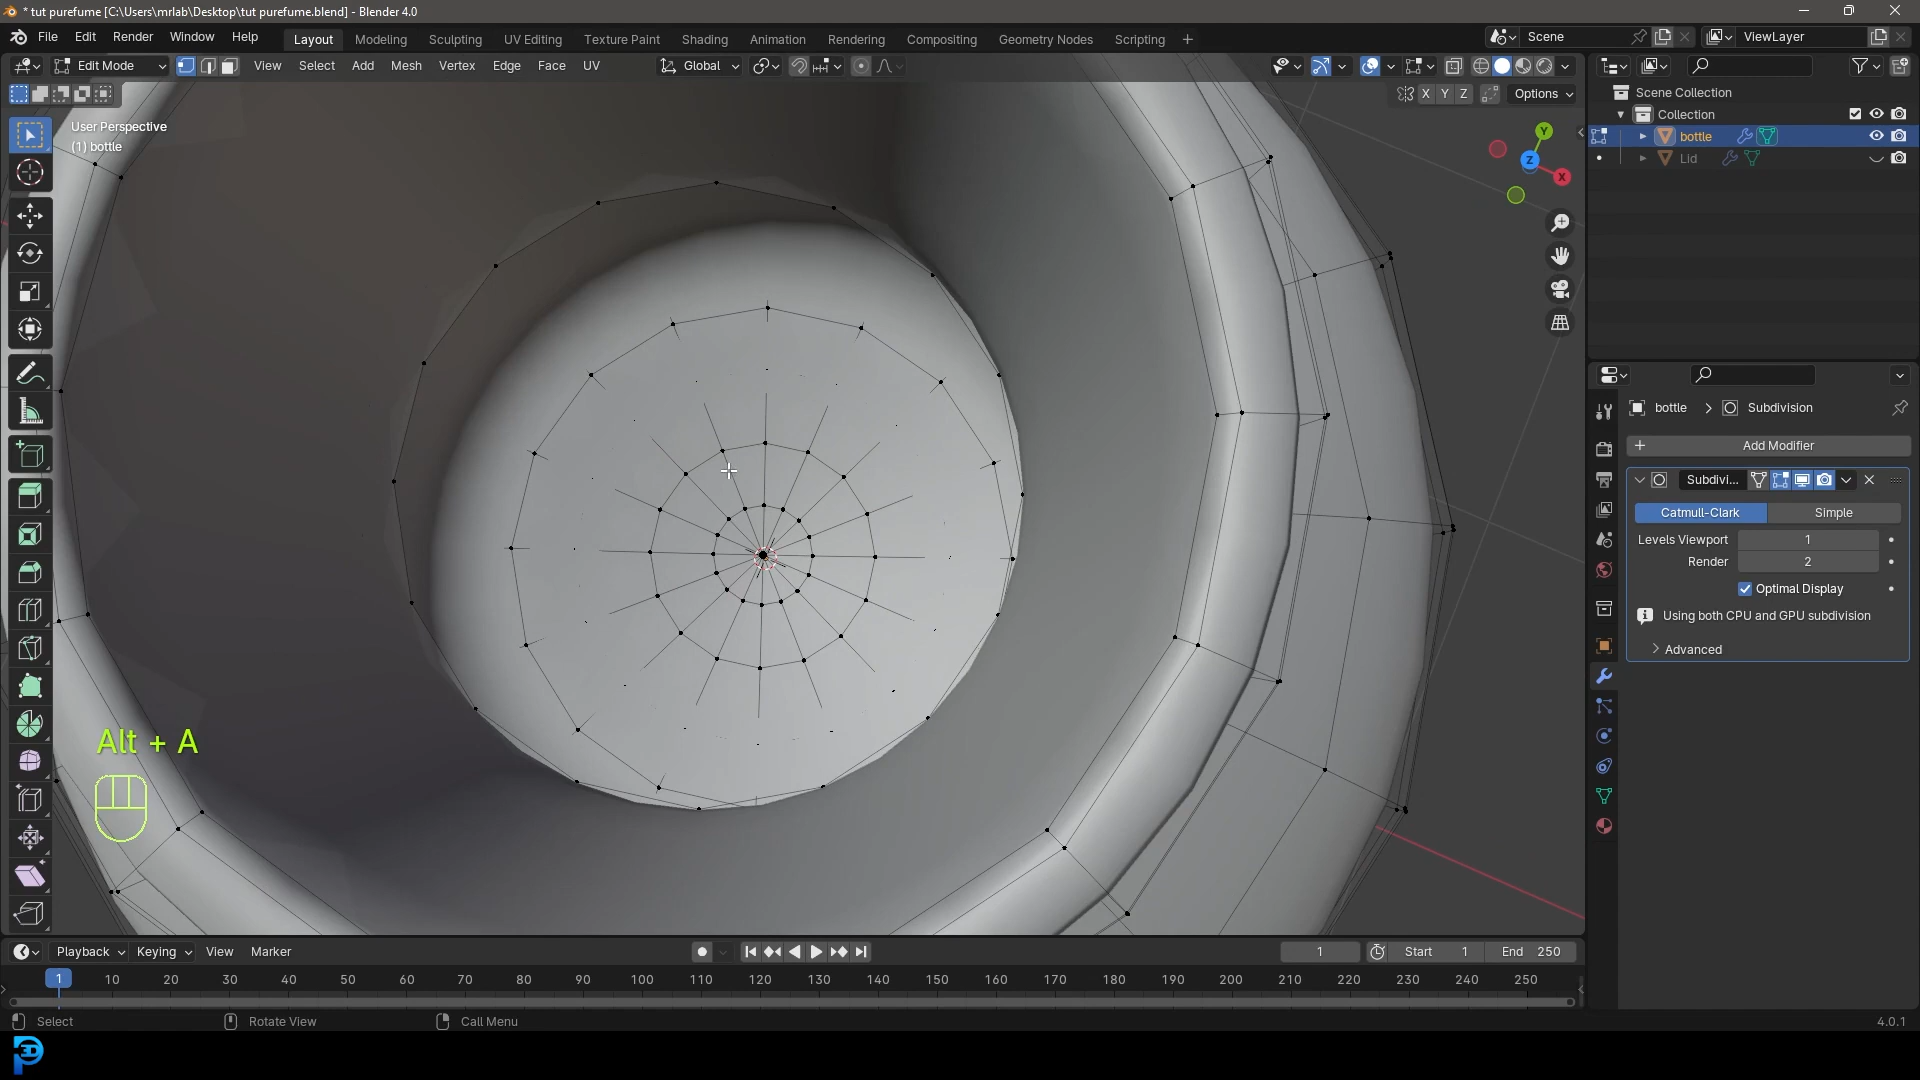 * tut purefume [C:\Users\mrlab\Desktop\tut purefume.blend] - Blender 4.0
File Edit Render Window Help Layout Modeling Sculpting UV Editing Texture Paint Shading Animation Rendering Compositing Geometry Nodes Scripting + Scene ViewLayer
Edit Mode View Select Add Mesh Vertex Edge Face UV Global
X Y Z Options
User Perspective
(1) bottle
Y
Z
X
Scene Collection
Collection
bottle
Lid
bottle > Subdivision
+ Add Modifier
Subdivi...
Catmull-Clark Simple
Levels Viewport 1
Render 2
Optimal Display
Using both CPU and GPU subdivision
Advanced
Alt + A
Playback Keying View Marker 1 Start 1 End 250
1 10 20 30 40 50 60 70 80 90 100 110 120 130 140 150 160 170 180 190 200 210 220 230 240 250
Select Rotate View Call Menu 4.0.1